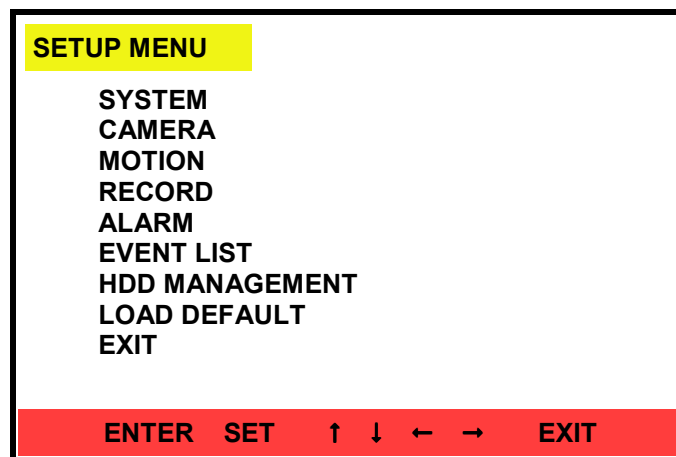 SETUP MENU
SYSTEM
CAMERA
MOTION
RECORD
ALARM
EVENT LIST
HDD MANAGEMENT
LOAD DEFAULT
EXIT
ENTER SET ↑ ↓ ← → EXIT